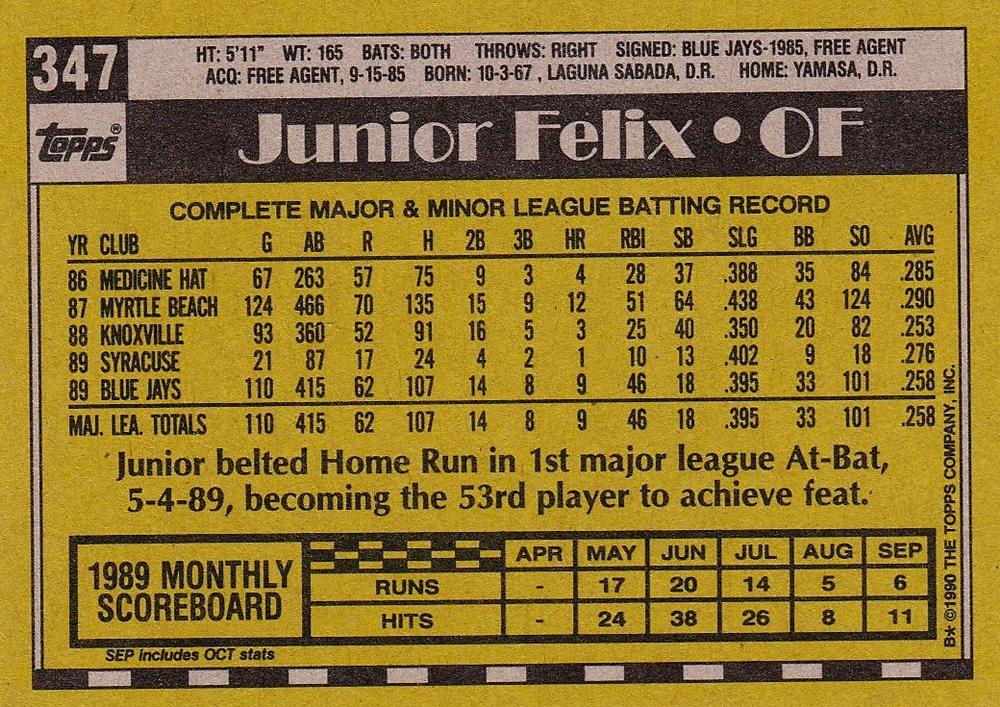 347
HT: 5'11" WT: 165 BATS: BOTH THROWS: RIGHT SIGNED: BLUE JAYS-1985, FREE AGENT
ACQ: FREE AGENT, 9-15-85 BORN: 10-3-67 , LAGUNA SABADA, D.R. HOME: YAMASA, D.R.
Topps®
Junior Felix • OF
COMPLETE MAJOR & MINOR LEAGUE BATTING RECORD
YR CLUB G AB R H 2B 3B HR RBI SB SLG BB SO AVG
86 MEDICINE HAT 67 263 57 75 9 3 4 28 37 .388 35 84 .285
87 MYRTLE BEACH 124 466 70 135 15 9 12 51 64 .438 43 124 .290
88 KNOXVILLE 93 360 52 91 16 5 3 25 40 .350 20 82 .253
89 SYRACUSE 21 87 17 24 4 2 1 10 13 .402 9 18 .276
89 BLUE JAYS 110 415 62 107 14 8 9 46 18 .395 33 101 .258
MAJ. LEA. TOTALS 110 415 62 107 14 8 9 46 18 .395 33 101 .258
Junior belted Home Run in 1st major league At-Bat,
5-4-89, becoming the 53rd player to achieve feat.
1989 MONTHLY
SCOREBOARD
APR MAY JUN JUL AUG SEP
RUNS - 17 20 14 5 6
HITS - 24 38 26 8 11
SEP includes OCT stats
B* ©1990 THE TOPPS COMPANY, INC.